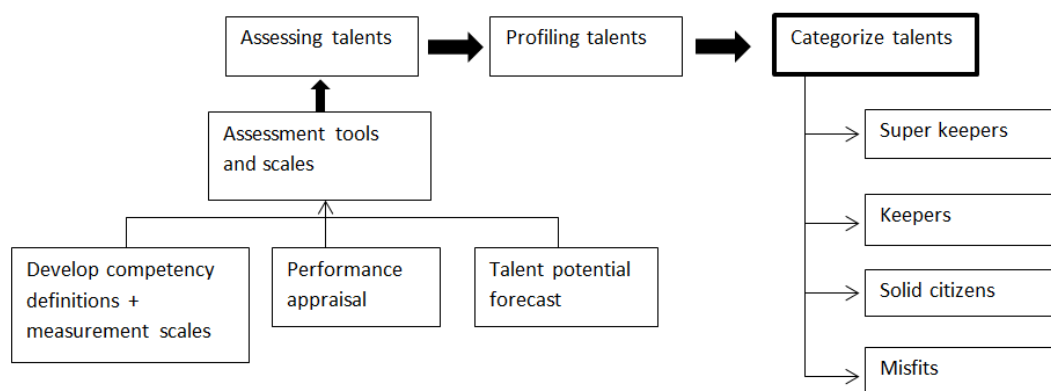 Assessing talents
Profiling talents
Categorize talents
Assessment tools
and scales
Super keepers
Keepers
Develop competency
definitions +
measurement scales
Performance
appraisal
Talent potential
forecast
Solid citizens
Misfits